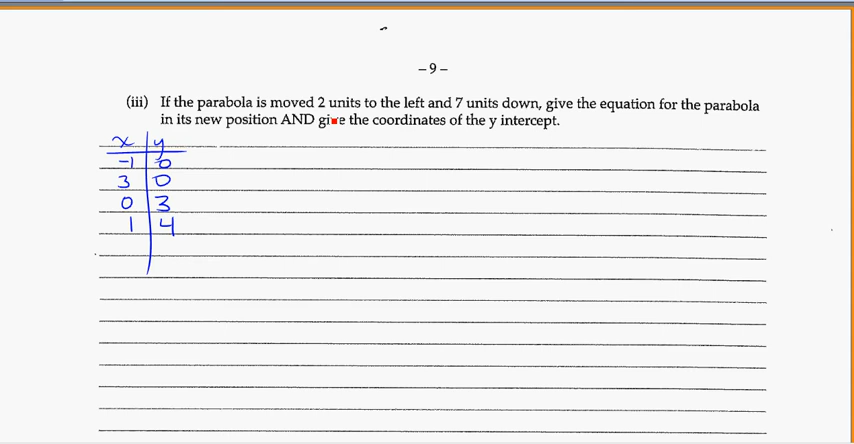 – 9 –
(iii) If the parabola is moved 2 units to the left and 7 units down, give the equation for the parabola
in its new position AND give the coordinates of the y intercept.
x y
-1 0
3 0
0 3
1 4